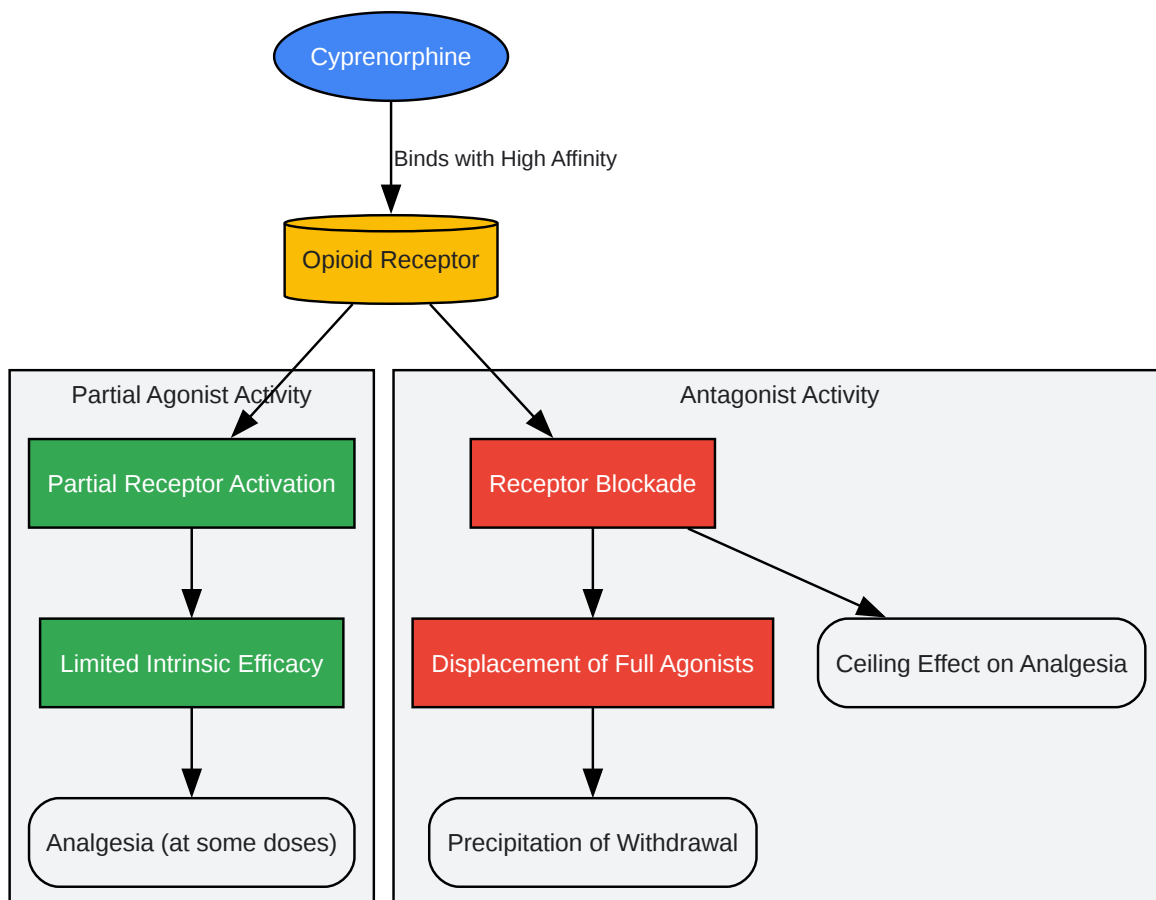 Cyprenorphine
Binds with High Affinity
Opioid Receptor
Partial Agonist Activity
Antagonist Activity
Partial Receptor Activation
Receptor Blockade
Limited Intrinsic Efficacy
Displacement of Full Agonists
Ceiling Effect on Analgesia
Analgesia (at some doses)
Precipitation of Withdrawal